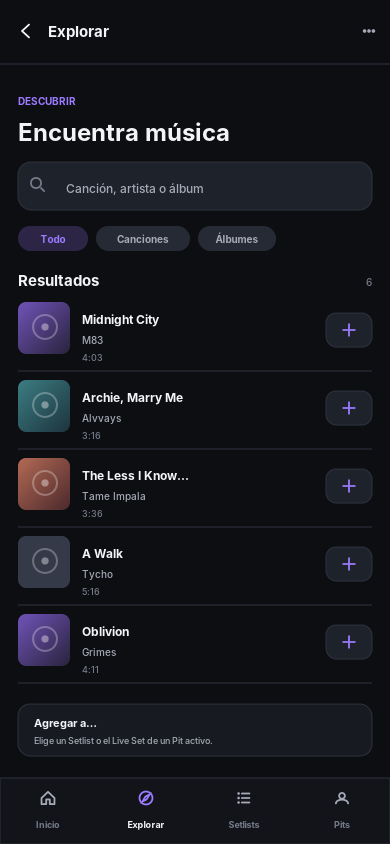 Explorar
DESCUBRIR
Encuentra música
Canción, artista o álbum
Todo
Canciones
Álbumes
Resultados
6
Midnight City
M83
4:03
Archie, Marry Me
Alvvays
3:16
The Less I Know...
Tame Impala
3:36
A Walk
Tycho
5:16
Oblivion
Grimes
4:11
Agregar a...
Elige un Setlist o el Live Set de un Pit activo.
Inicio
Explorar
Setlists
Pits